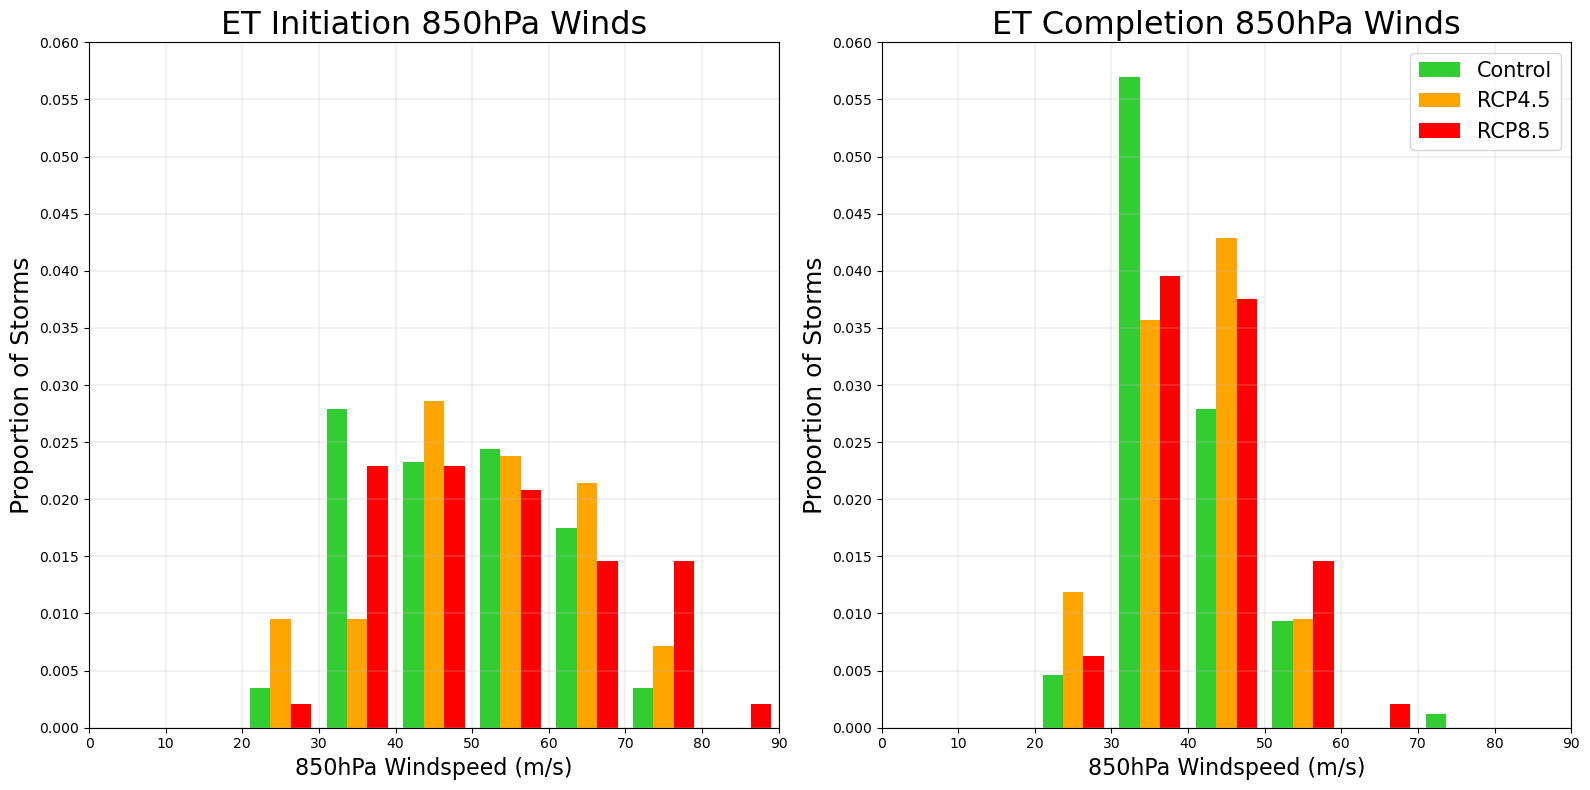 ET Initiation 850hPa Winds
0.060
0.055
0.050
0.045
0.040
0.035
0.030
0.025
0.020
0.015
0.010
0.005
0.000
Proportion of Storms
0 10 20 30 40 50 60 70 80 90
850hPa Windspeed (m/s)
ET Completion 850hPa Winds
Control
RCP4.5
RCP8.5
0.060
0.055
0.050
0.045
0.040
0.035
0.030
0.025
0.020
0.015
0.010
0.005
0.000
Proportion of Storms
0 10 20 30 40 50 60 70 80 90
850hPa Windspeed (m/s)